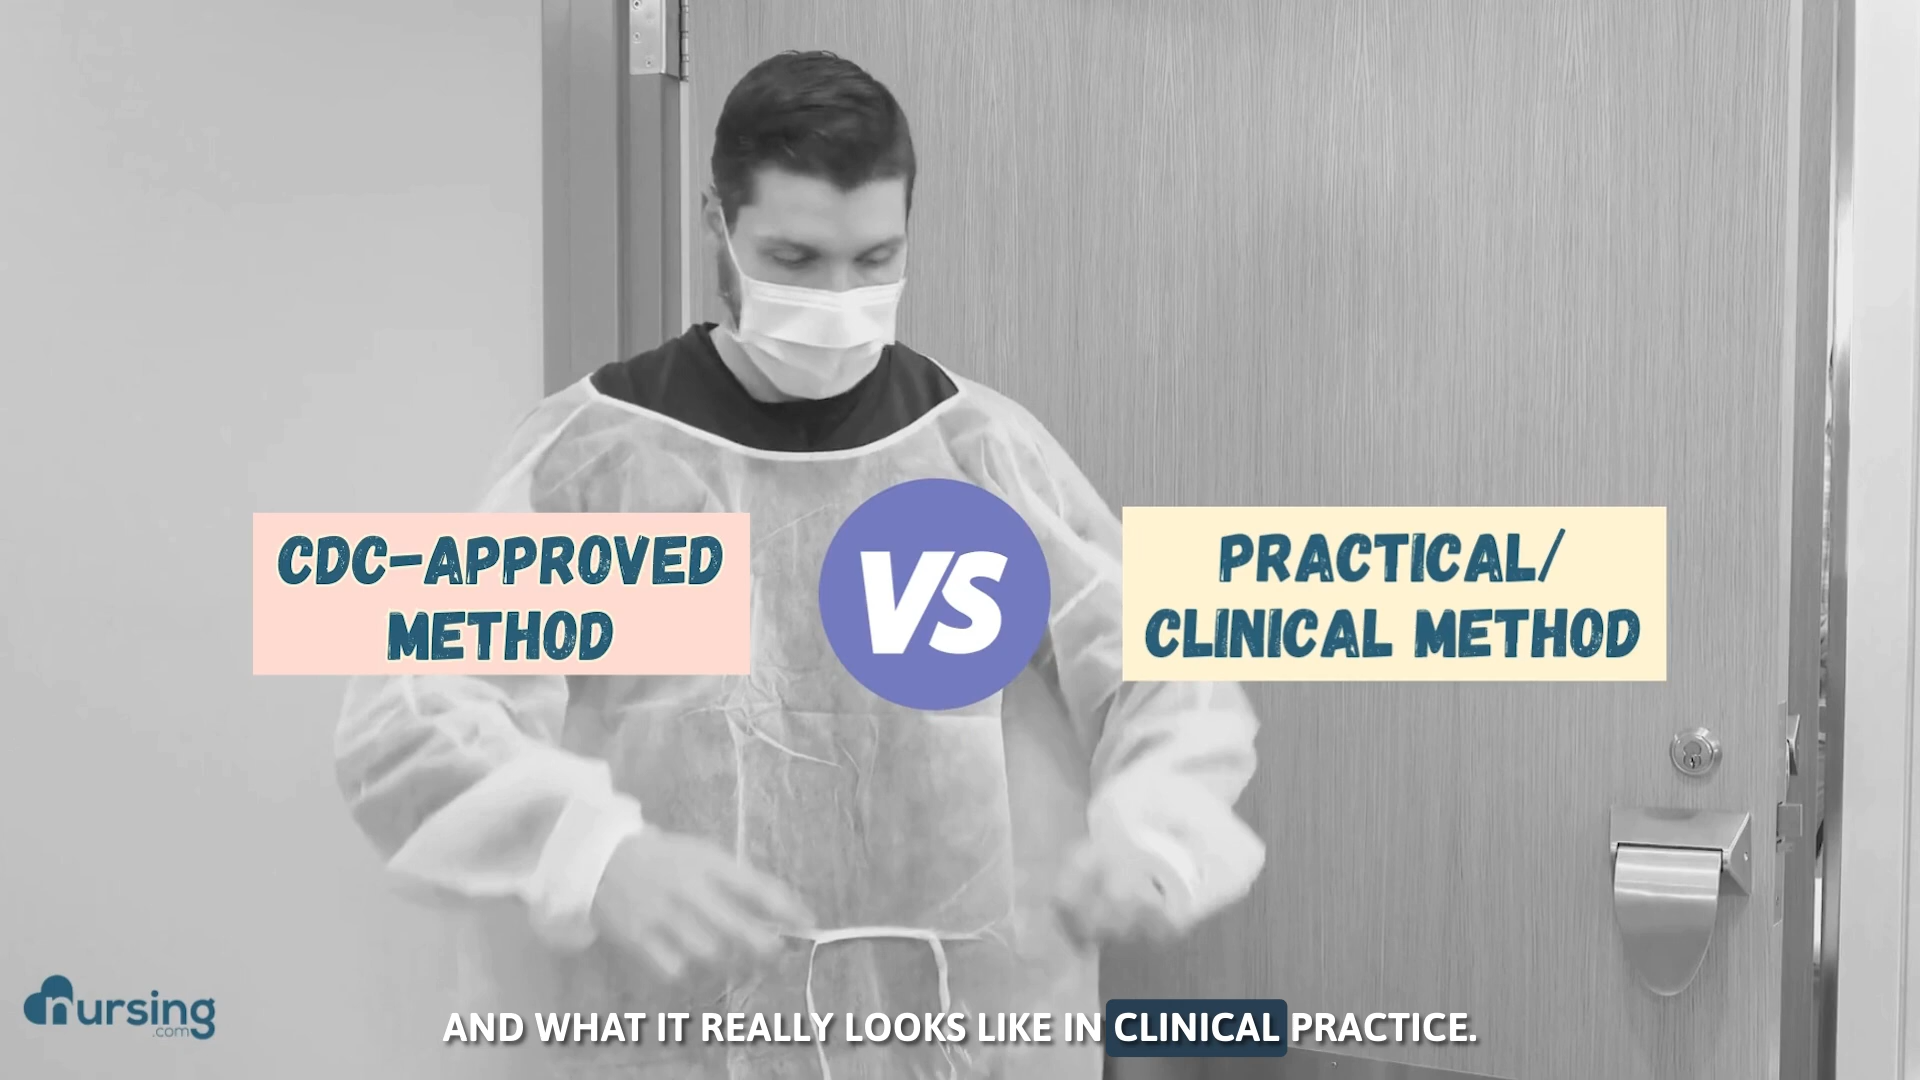 CDC-APPROVED
METHOD
VS
PRACTICAL/
CLINICAL METHOD
nursing
.com
AND WHAT IT REALLY LOOKS LIKE IN CLINICAL PRACTICE.